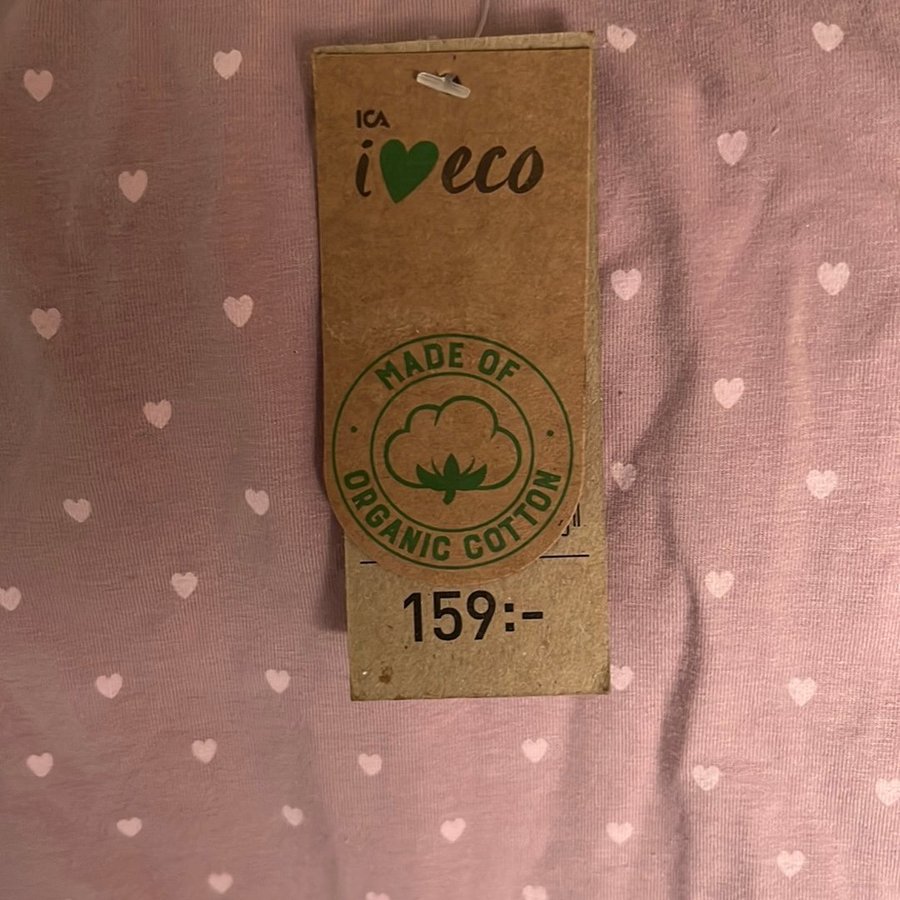 ICA
i♥eco
MADE OF
ORGANIC COTTON
159:-